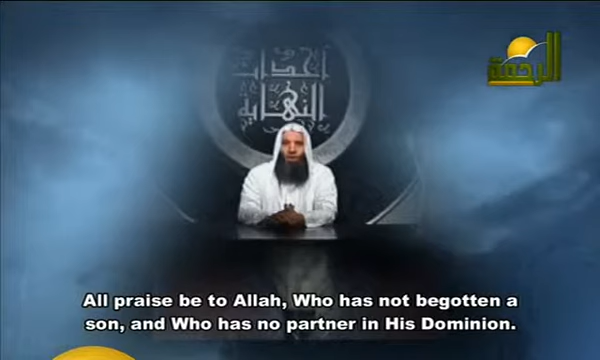 الرحمة
أحداث
النهاية
All praise be to Allah, Who has not begotten a
son, and Who has no partner in His Dominion.